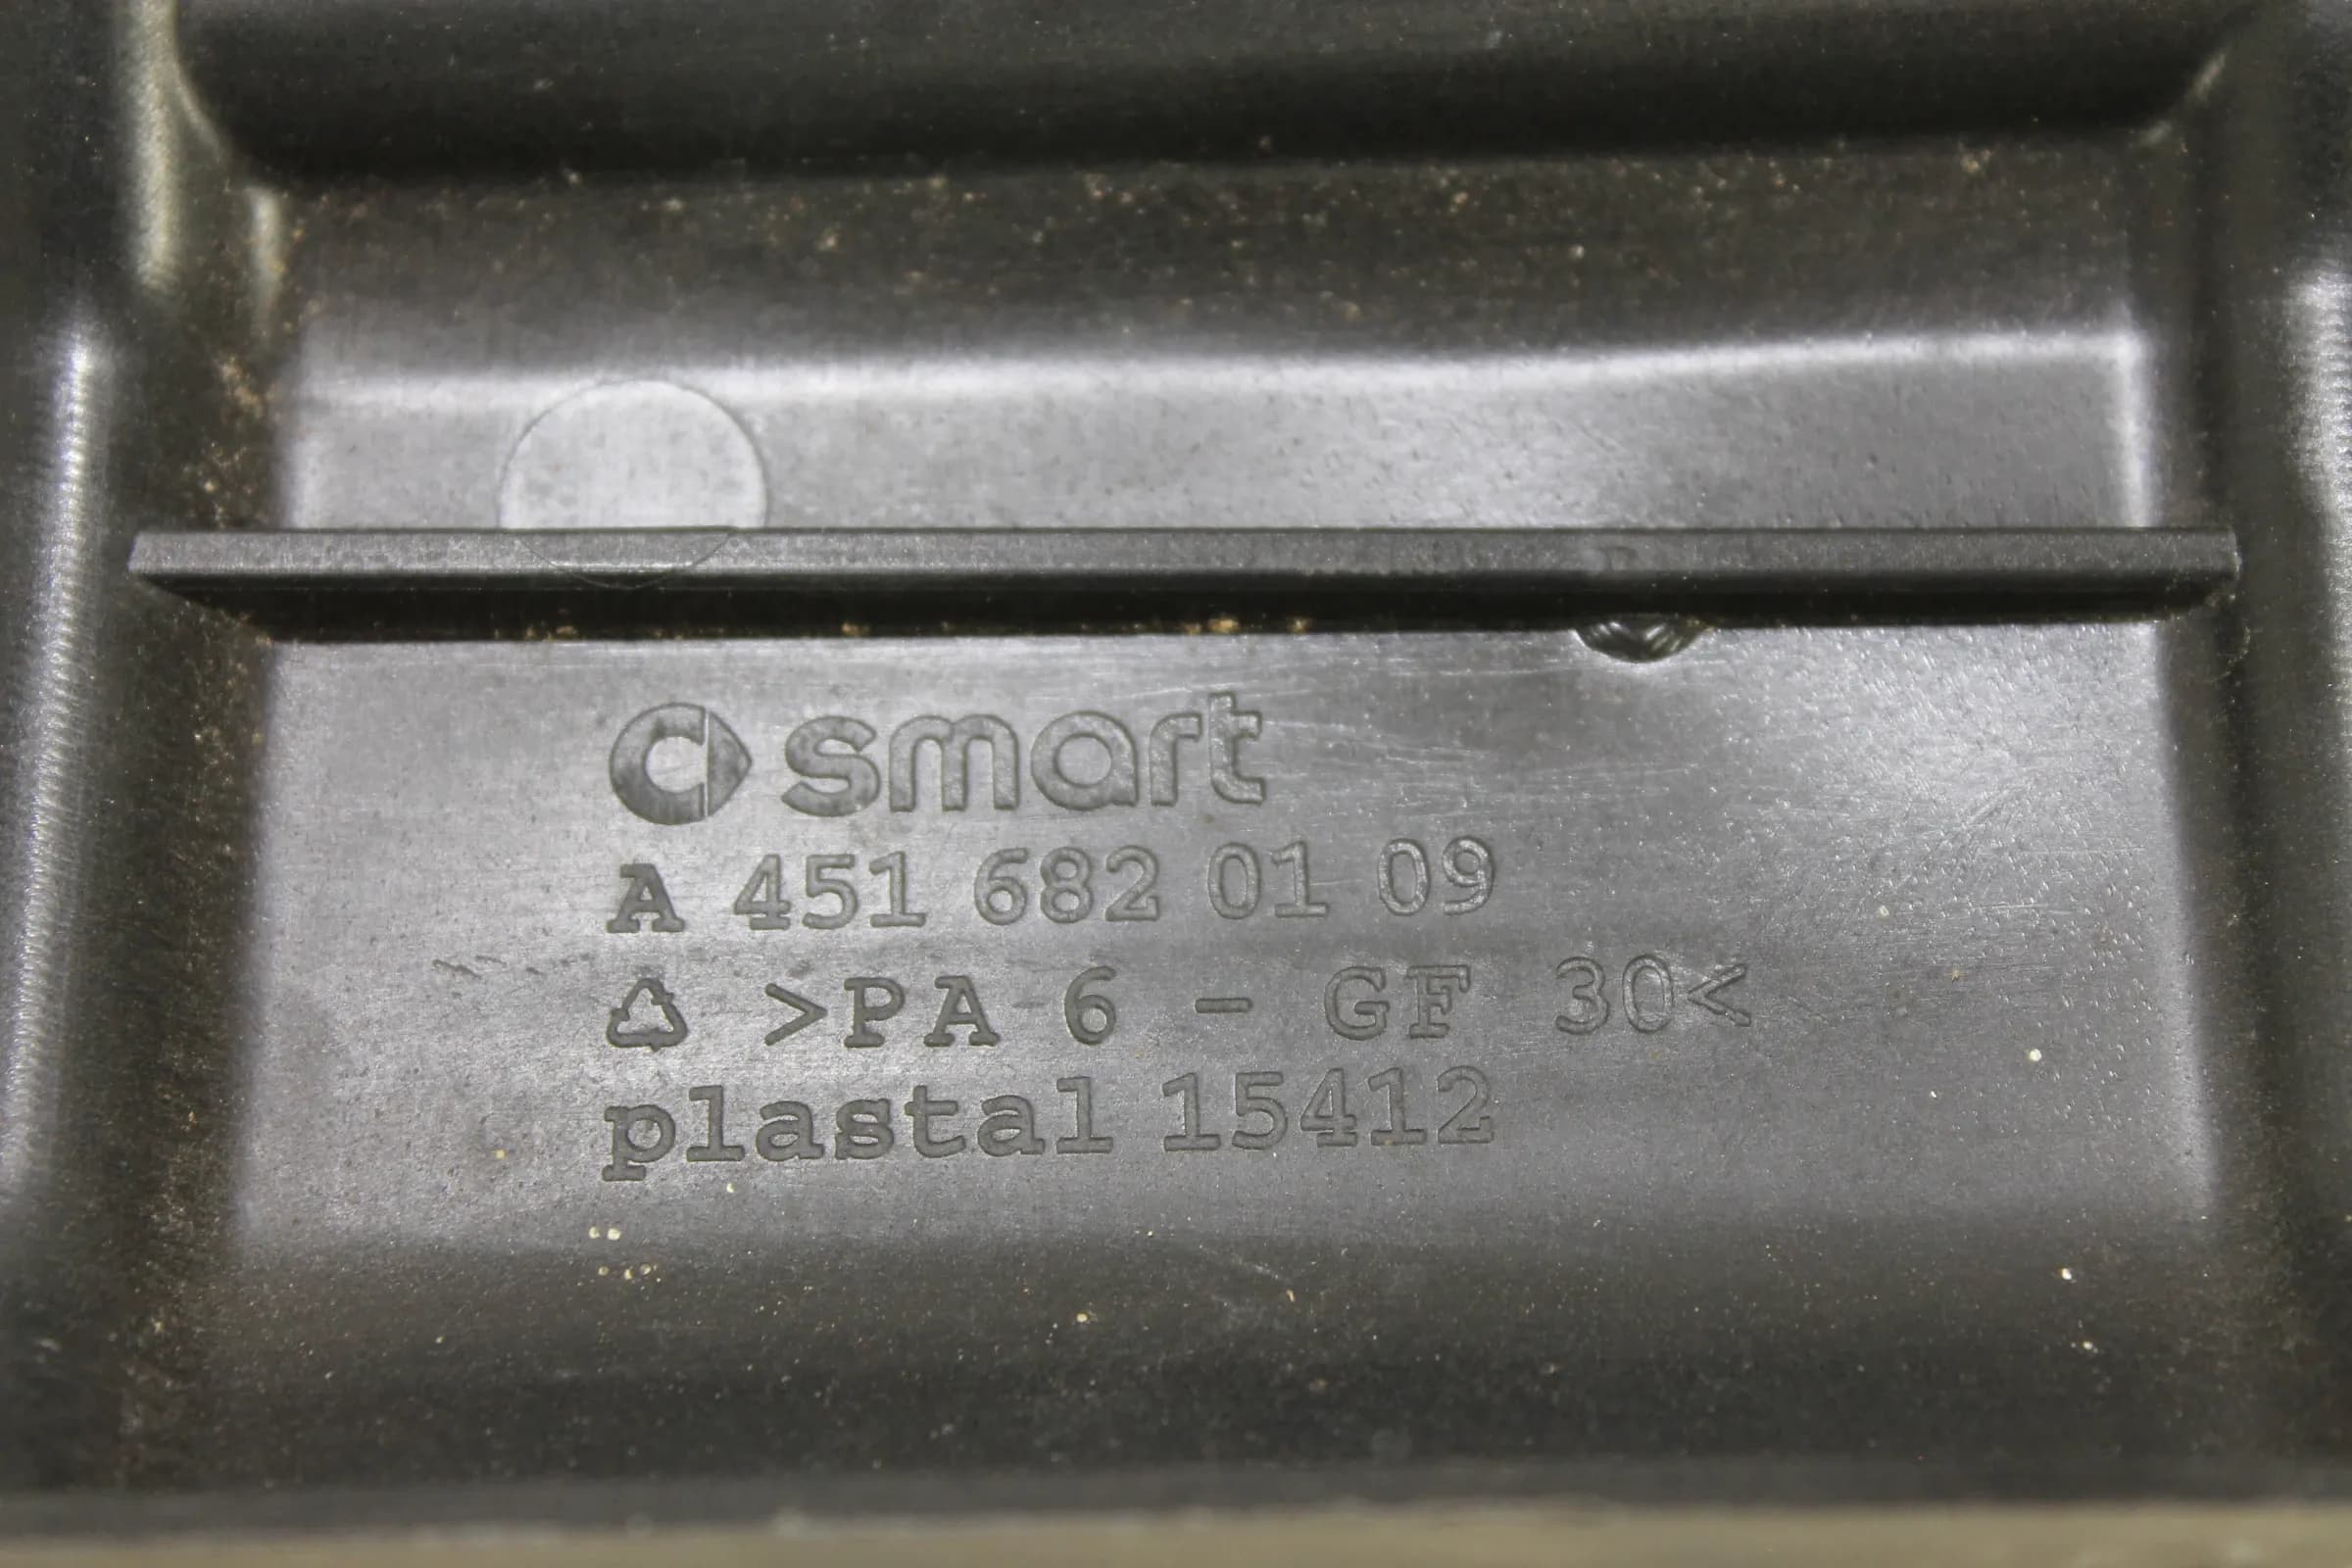 smart
A 451 682 01 09
>PA 6 - GF 30<
plastal 15412